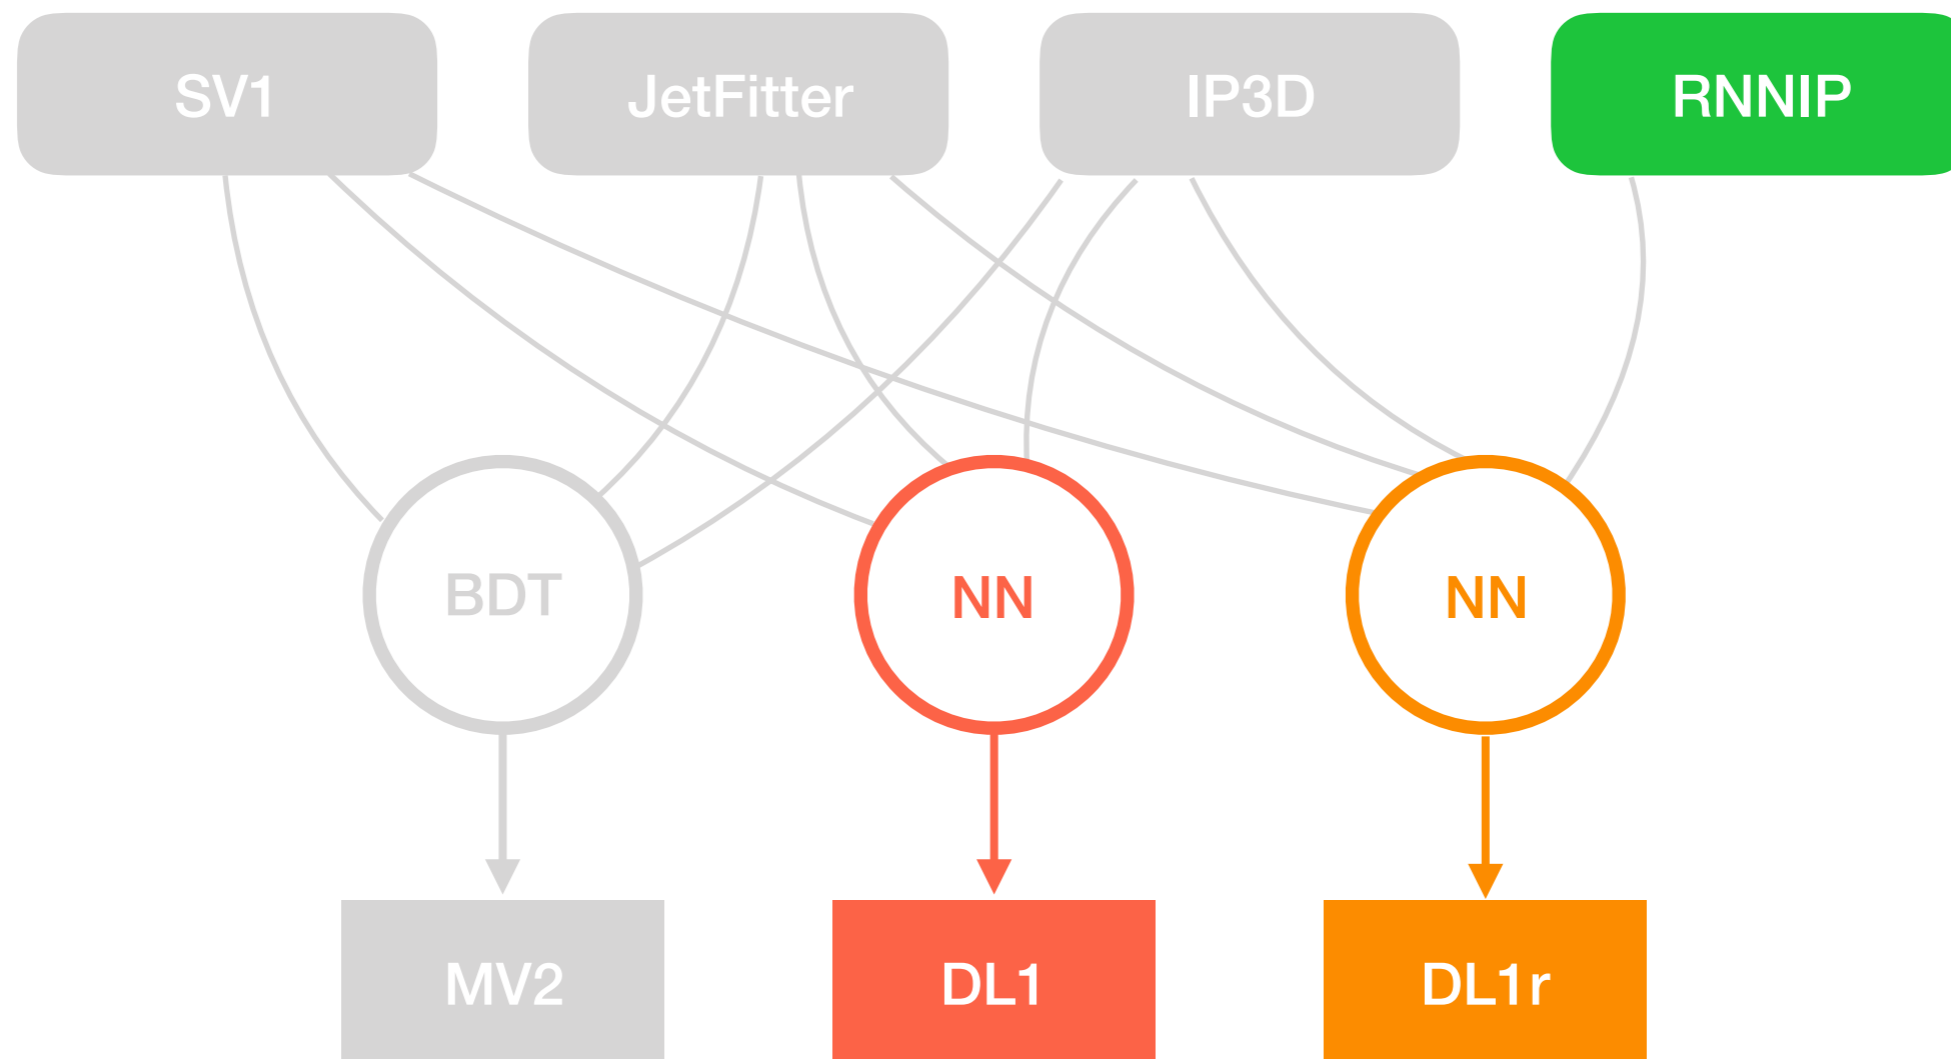 SV1
JetFitter
IP3D
RNNIP
BDT
NN
NN
MV2
DL1
DL1r